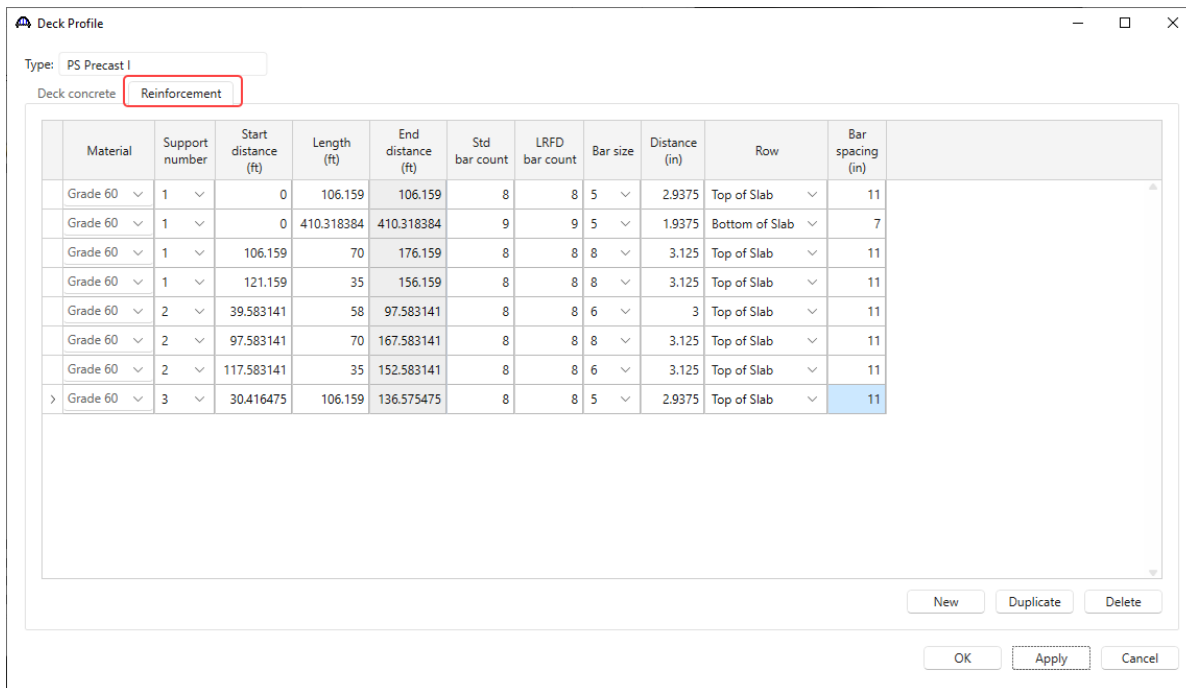 Deck Profile
Type: PS Precast I
Deck concrete Reinforcement
Material Support number Start distance (ft) Length (ft) End distance (ft) Std bar count LRFD bar count Bar size Distance (in) Row Bar spacing (in)
Grade 60 1 0 106.159 106.159 8 8 5 2.9375 Top of Slab 11
Grade 60 1 0 410.318384 410.318384 9 9 5 1.9375 Bottom of Slab 7
Grade 60 1 106.159 70 176.159 8 8 8 3.125 Top of Slab 11
Grade 60 1 121.159 35 156.159 8 8 8 3.125 Top of Slab 11
Grade 60 2 39.583141 58 97.583141 8 8 6 3 Top of Slab 11
Grade 60 2 97.583141 70 167.583141 8 8 8 3.125 Top of Slab 11
Grade 60 2 117.583141 35 152.583141 8 8 6 3.125 Top of Slab 11
Grade 60 3 30.416475 106.159 136.575475 8 8 5 2.9375 Top of Slab 11
New Duplicate Delete
OK Apply Cancel